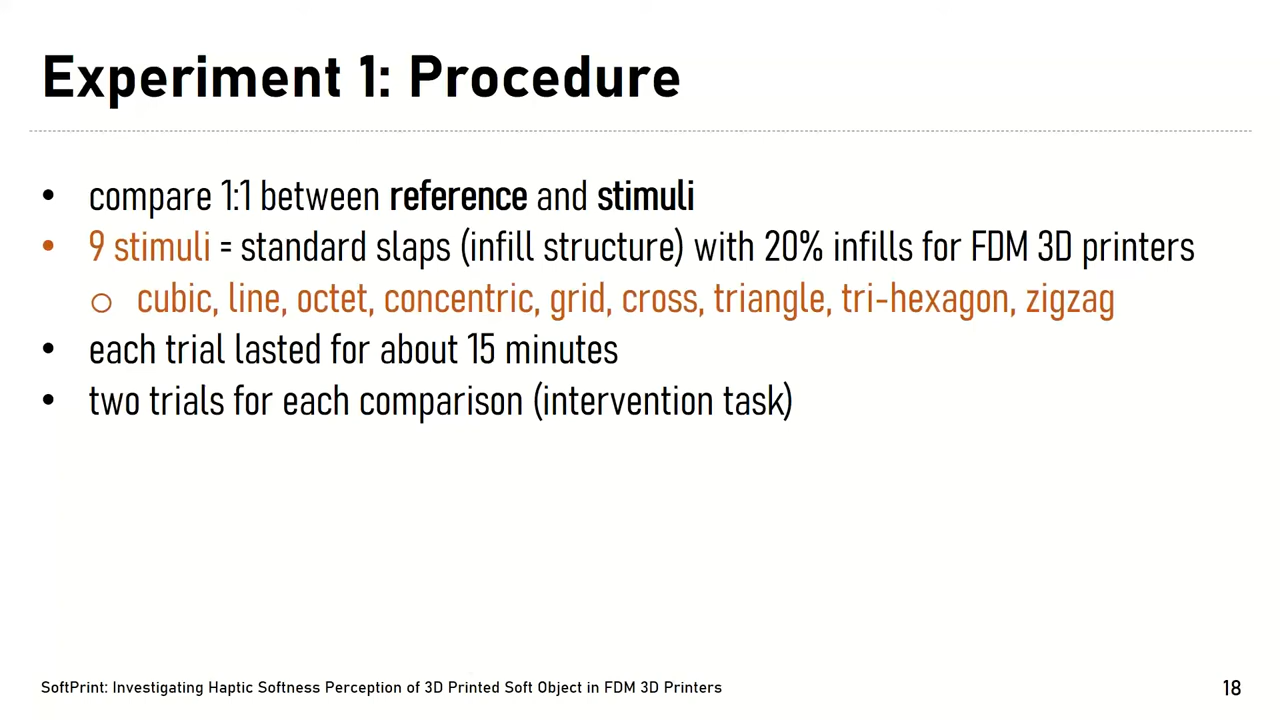 Experiment 1: Procedure
• compare 1:1 between reference and stimuli
• 9 stimuli = standard slaps (infill structure) with 20% infills for FDM 3D printers
o cubic, line, octet, concentric, grid, cross, triangle, tri-hexagon, zigzag
• each trial lasted for about 15 minutes
• two trials for each comparison (intervention task)
SoftPrint: Investigating Haptic Softness Perception of 3D Printed Soft Object in FDM 3D Printers
18